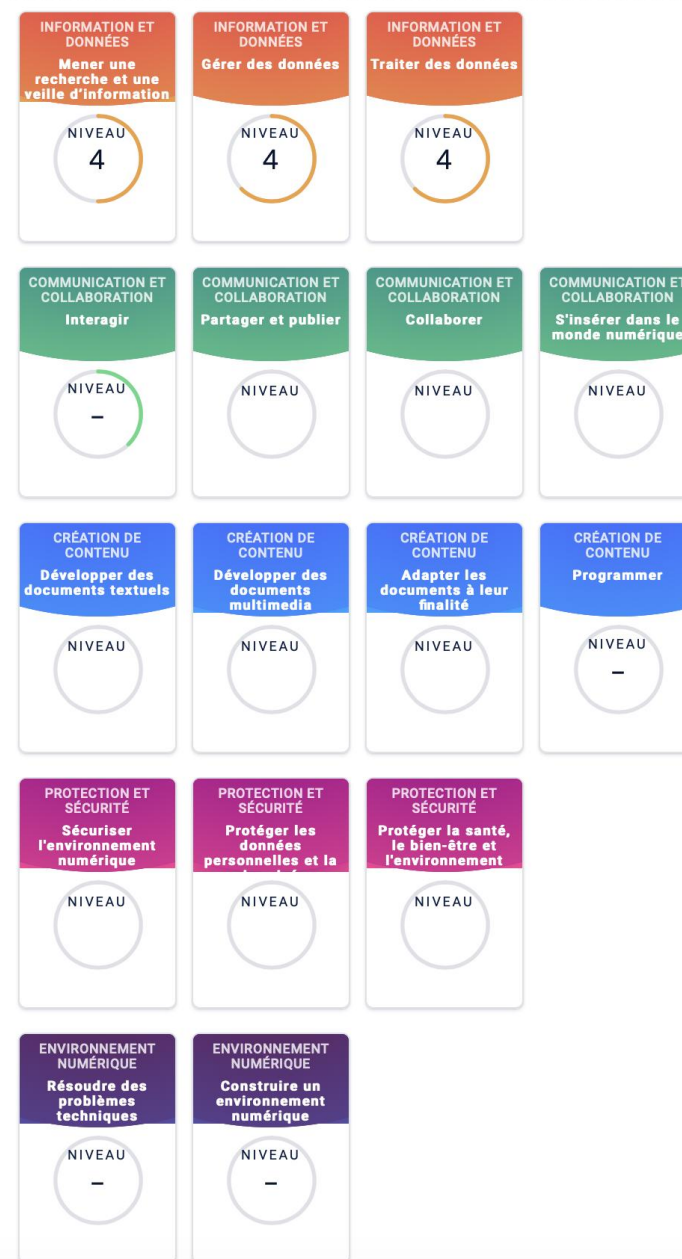 INFORMATION ET
DONNÉES
Mener une
recherche et une
veille d'information
NIVEAU
4
INFORMATION ET
DONNÉES
Gérer des données
NIVEAU
4
INFORMATION ET
DONNÉES
Traiter des données
NIVEAU
4
COMMUNICATION ET
COLLABORATION
Interagir
NIVEAU
–
COMMUNICATION ET
COLLABORATION
Partager et publier
NIVEAU
COMMUNICATION ET
COLLABORATION
Collaborer
NIVEAU
COMMUNICATION ET
COLLABORATION
S'insérer dans le
monde numérique
NIVEAU
CRÉATION DE
CONTENU
Développer des
documents textuels
NIVEAU
CRÉATION DE
CONTENU
Développer des
documents
multimedia
NIVEAU
CRÉATION DE
CONTENU
Adapter les
documents à leur
finalité
NIVEAU
CRÉATION DE
CONTENU
Programmer
NIVEAU
–
PROTECTION ET
SÉCURITÉ
Sécuriser
l'environnement
numérique
NIVEAU
PROTECTION ET
SÉCURITÉ
Protéger les
données
personnelles et la
NIVEAU
PROTECTION ET
SÉCURITÉ
Protéger la santé,
le bien-être et
l'environnement
NIVEAU
ENVIRONNEMENT
NUMÉRIQUE
Résoudre des
problèmes
techniques
NIVEAU
–
ENVIRONNEMENT
NUMÉRIQUE
Construire un
environnement
numérique
NIVEAU
–